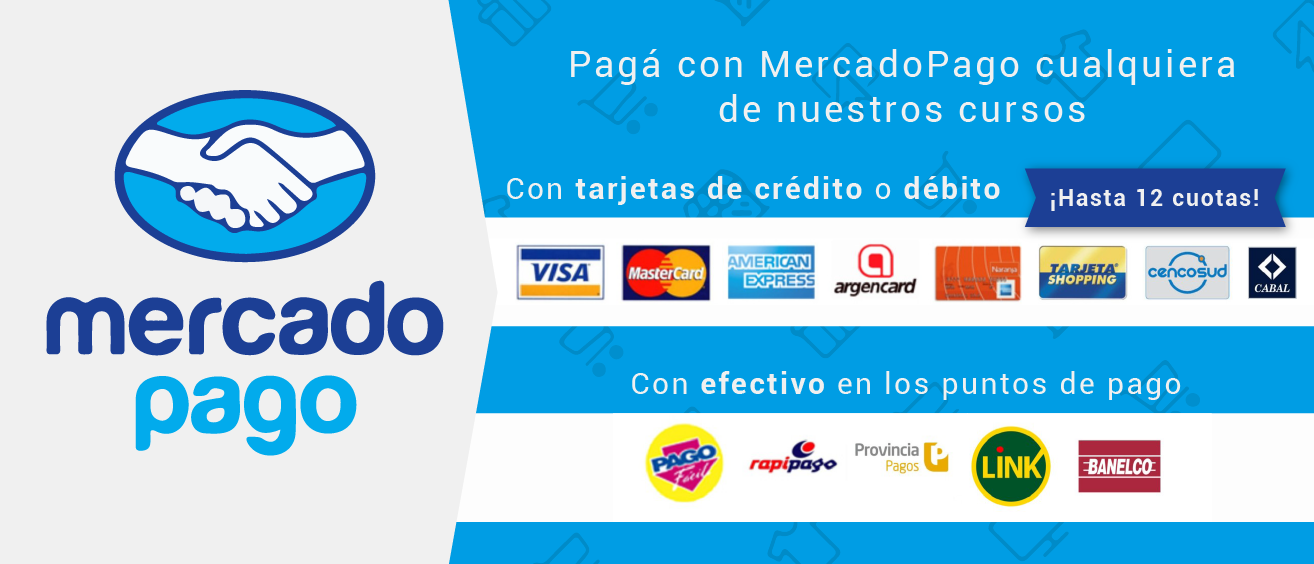 mercado
pago
Pagá con MercadoPago cualquiera
de nuestros cursos
Con tarjetas de crédito o débito
¡Hasta 12 cuotas!
VISA
MasterCard
AMERICAN
EXPRESS
argencard
Naranja
TARJETA
SHOPPING
cencosud
CABAL
Con efectivo en los puntos de pago
PAGO
Fácil
rapipago
Provincia
Pagos
LINK
BANELCO